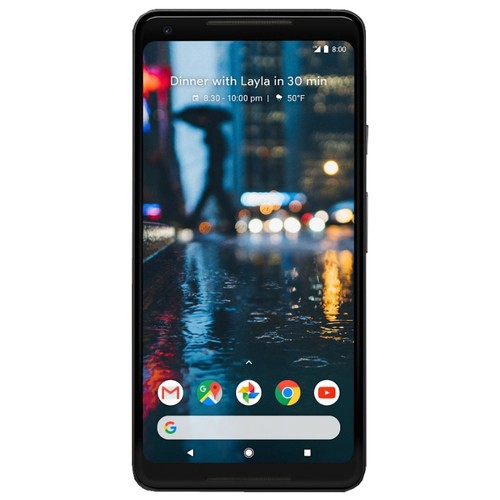 8:00
Dinner with Layla in 30 min
8:30 - 10:00 pm | 50°F
G